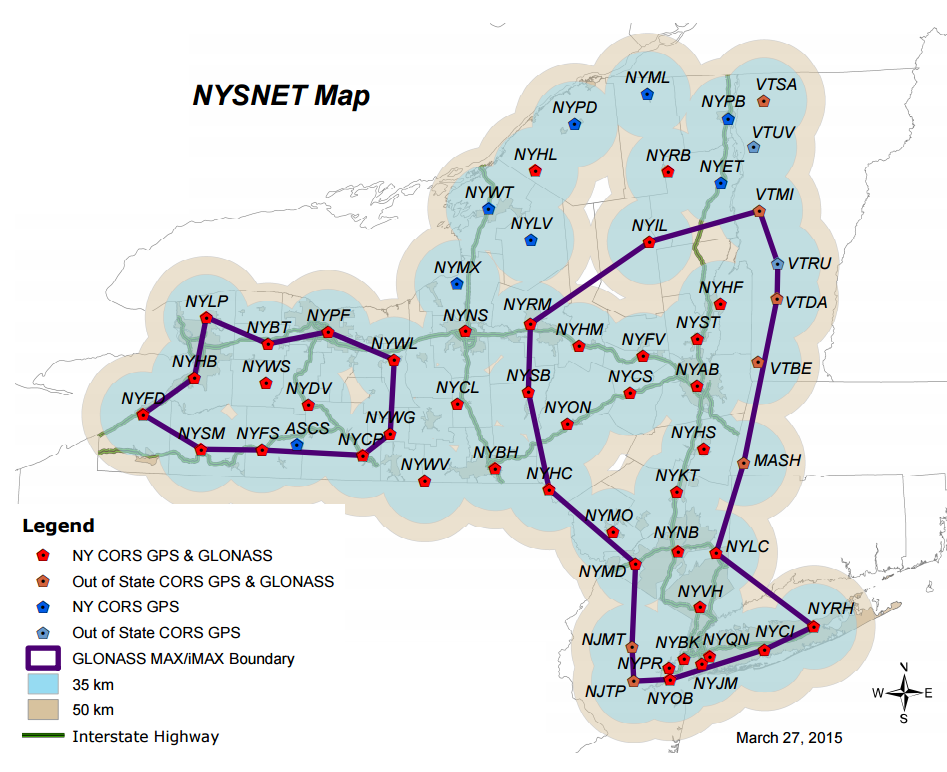 NYSNET Map
NYML
VTSA
NYPD
NYPB
VTUV
NYHL
NYRB
NYET
NYWT
VTMI
NYLV
NYIL
VTRU
NYMX
NYHF
VTDA
NYLP
NYRM
NYBT
NYPF
NYNS
NYHM
NYST
NYFV
NYWL
NYHB
NYWS
NYSB
NYCS
NYAB
VTBE
NYDV
NYCL
NYFD
NYON
NYWG
NYSM
NYFS
ASCS
NYCP
NYHS
NYBH
NYWV
NYHC
MASH
NYKT
NYMO
NYNB
NYLC
NYMD
NYVH
NYRH
NJMT
NYBK
NYQN
NYCI
NYPR
NJTP
NYOB
NYJM
Legend
NY CORS GPS & GLONASS
Out of State CORS GPS & GLONASS
NY CORS GPS
Out of State CORS GPS
GLONASS MAX/iMAX Boundary
35 km
50 km
Interstate Highway
N
W
E
S
March 27, 2015